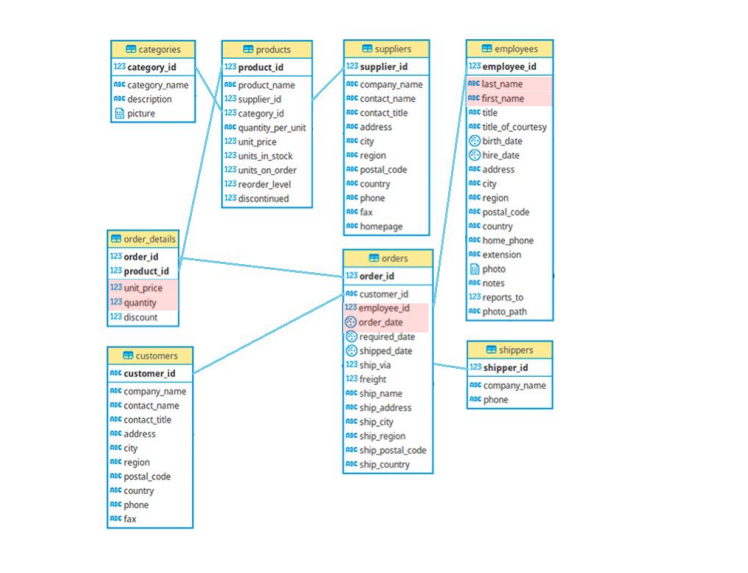 categories
123 category_id
ABC category_name
ABC description
picture
products
123 product_id
ABC product_name
123 supplier_id
123 category_id
ABC quantity_per_unit
123 unit_price
123 units_in_stock
123 units_on_order
123 reorder_level
123 discontinued
suppliers
123 supplier_id
ABC company_name
ABC contact_name
ABC contact_title
ABC address
ABC city
ABC region
ABC postal_code
ABC country
ABC phone
ABC fax
ABC homepage
employees
123 employee_id
ABC last_name
ABC first_name
ABC title
ABC title_of_courtesy
birth_date
hire_date
ABC address
ABC city
ABC region
ABC postal_code
ABC country
ABC home_phone
ABC extension
photo
ABC notes
123 reports_to
ABC photo_path
order_details
123 order_id
123 product_id
123 unit_price
123 quantity
123 discount
orders
123 order_id
ABC customer_id
123 employee_id
order_date
required_date
shipped_date
123 ship_via
123 freight
ABC ship_name
ABC ship_address
ABC ship_city
ABC ship_region
ABC ship_postal_code
ABC ship_country
customers
ABC customer_id
ABC company_name
ABC contact_name
ABC contact_title
ABC address
ABC city
ABC region
ABC postal_code
ABC country
ABC phone
ABC fax
shippers
123 shipper_id
ABC company_name
ABC phone